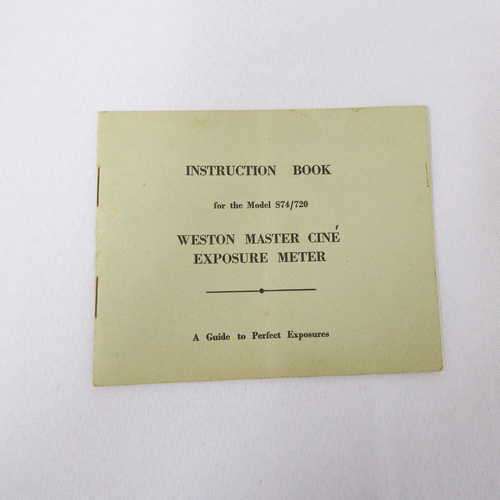 INSTRUCTION BOOK
for the Model S74/720
WESTON MASTER CINÉ
EXPOSURE METER
A Guide to Perfect Exposures